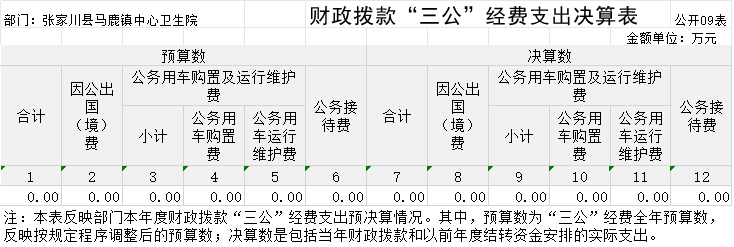 部门：张家川县马鹿镇中心卫生院 财政拨款“三公”经费支出决算表 公开09表
金额单位：万元
预算数 决算数
合计 因公出国（境）费 公务用车购置及运行维护费 公务接待费 合计 因公出国（境）费 公务用车购置及运行维护费 公务接待费
小计 公务用车购置费 公务用车运行维护费 小计 公务用车购置费 公务用车运行维护费
1 2 3 4 5 6 7 8 9 10 11 12
0.00 0.00 0.00 0.00 0.00 0.00 0.00 0.00 0.00 0.00 0.00 0.00
注：本表反映部门本年度财政拨款“三公”经费支出预决算情况。其中，预算数为“三公”经费全年预算数，
反映按规定程序调整后的预算数；决算数是包括当年财政拨款和以前年度结转资金安排的实际支出。